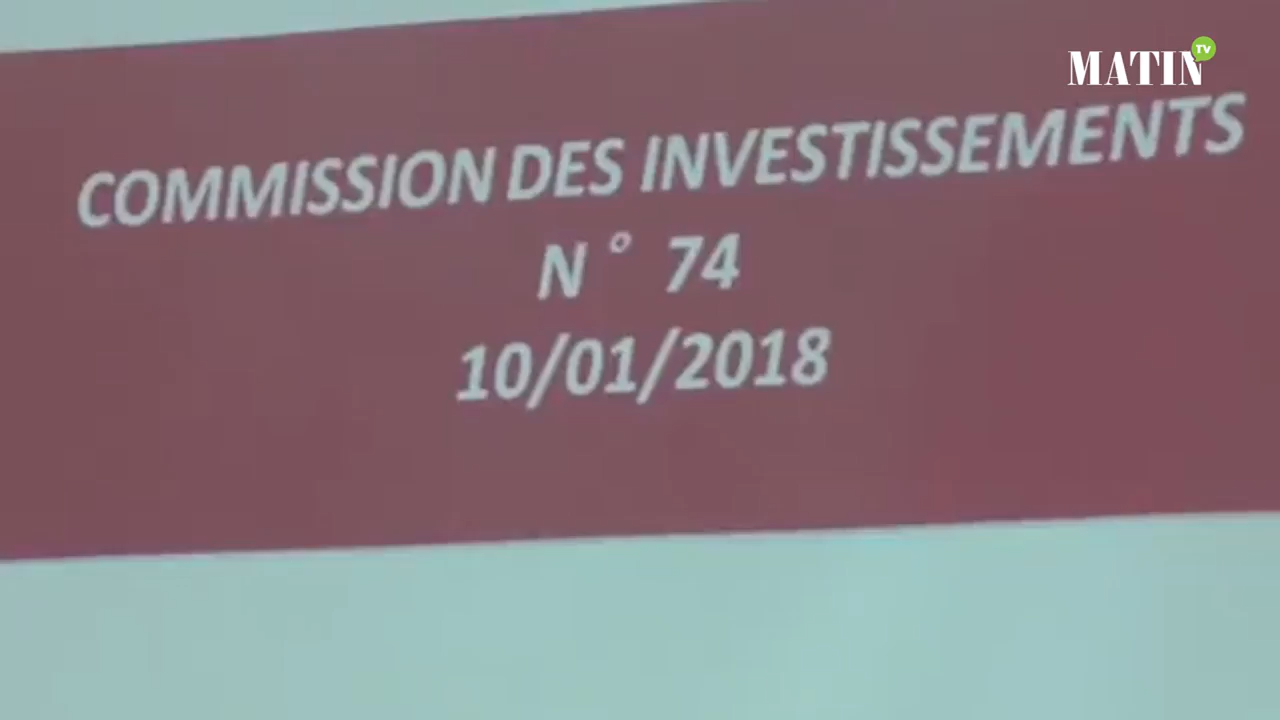 MATIN TV
COMMISSION DES INVESTISSEMENTS
N° 74
10/01/2018